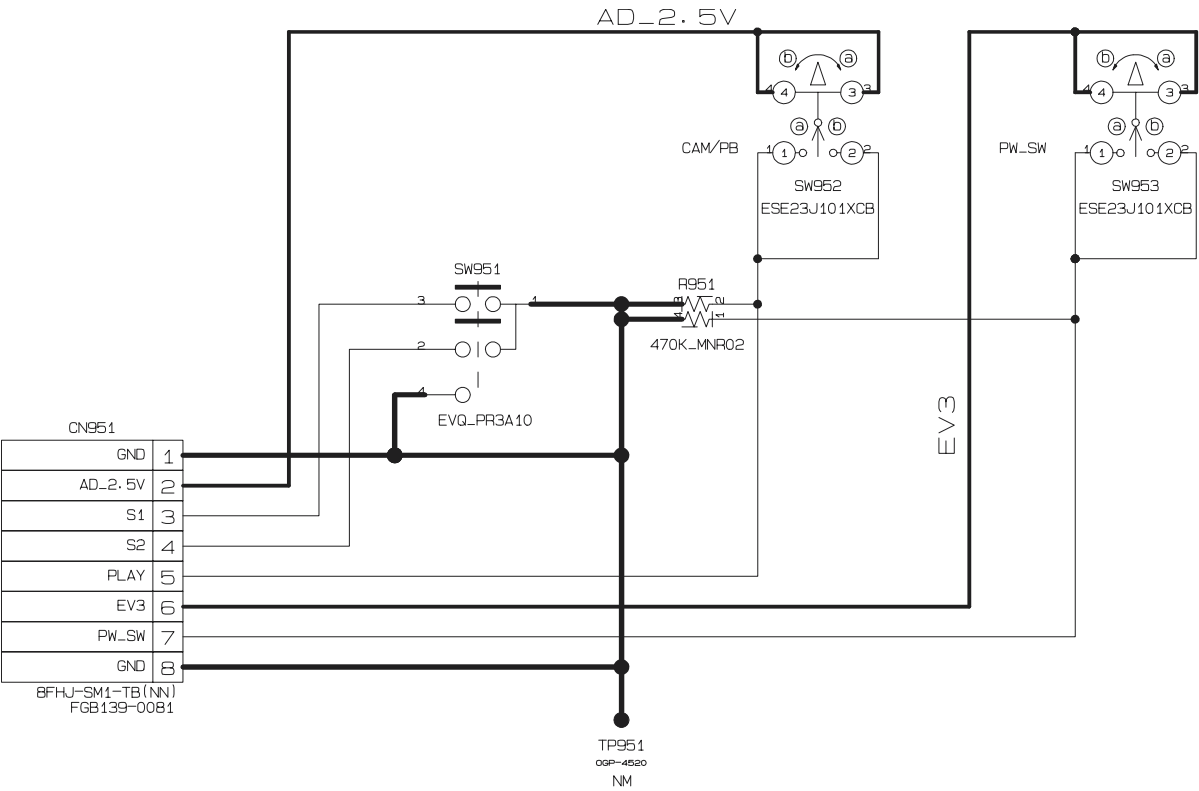 AD_2.5V
b a
b a
4 4 3 3
4 4 3 3
a b
a b
CAM/PB
1 1 2 2
PW_SW
1 1 2 2
SW952
SW953
ESE23J101XCB
ESE23J101XCB
SW951
R951
3
1
3 2
4 1
470K_MNR02
2
4
EVQ_PR3A10
EV3
CN951
GND 1
AD_2.5V 2
S1 3
S2 4
PLAY 5
EV3 6
PW_SW 7
GND 8
8FHJ-SM1-TB(NN)
FGB139-0081
TP951
OGP-4520
NM